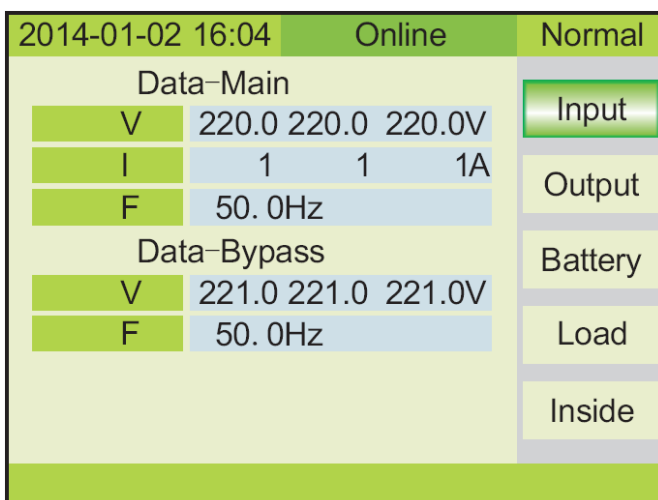 2014-01-02 16:04 Online Normal
Data-Main
V 220.0 220.0 220.0V
I 1 1 1A
F 50.0Hz
Data-Bypass
V 221.0 221.0 221.0V
F 50.0Hz
Input
Output
Battery
Load
Inside